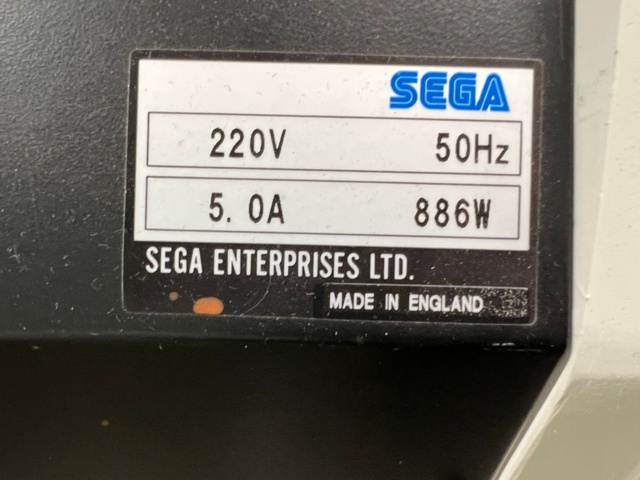 SEGA
220V 50Hz
5.0A 886W
SEGA ENTERPRISES LTD.
MADE IN ENGLAND